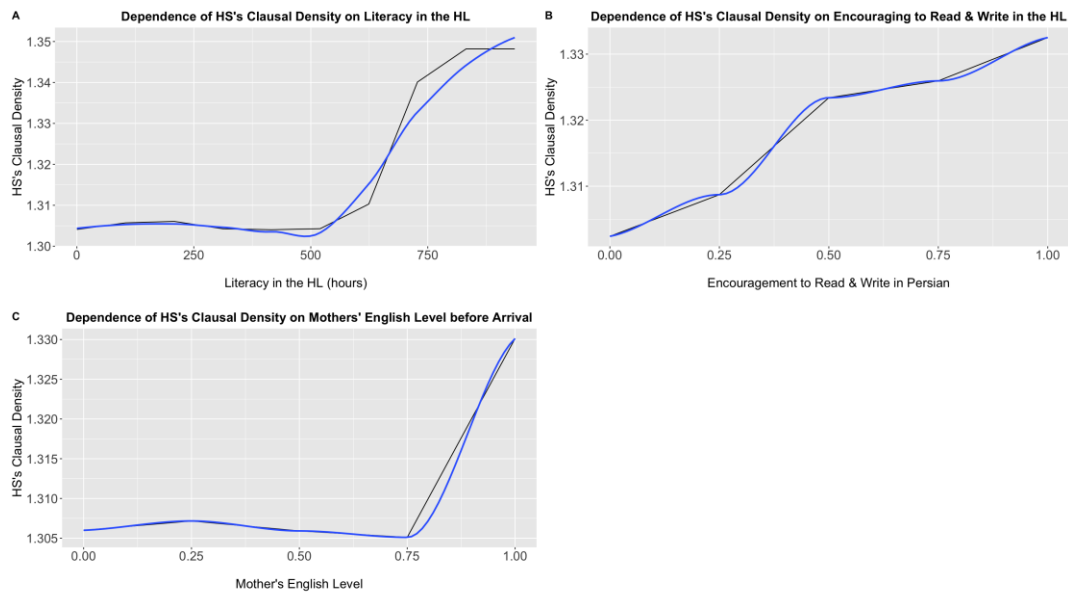 A
Dependence of HS's Clausal Density on Literacy in the HL
HS's Clausal Density
1.35
1.34
1.33
1.32
1.31
1.30
0 250 500 750
Literacy in the HL (hours)
B
Dependence of HS's Clausal Density on Encouraging to Read & Write in the HL
HS's Clausal Density
1.33
1.32
1.31
0.00 0.25 0.50 0.75 1.00
Encouragement to Read & Write in Persian
C
Dependence of HS's Clausal Density on Mothers' English Level before Arrival
HS's Clausal Density
1.330
1.325
1.320
1.315
1.310
1.305
0.00 0.25 0.50 0.75 1.00
Mother's English Level